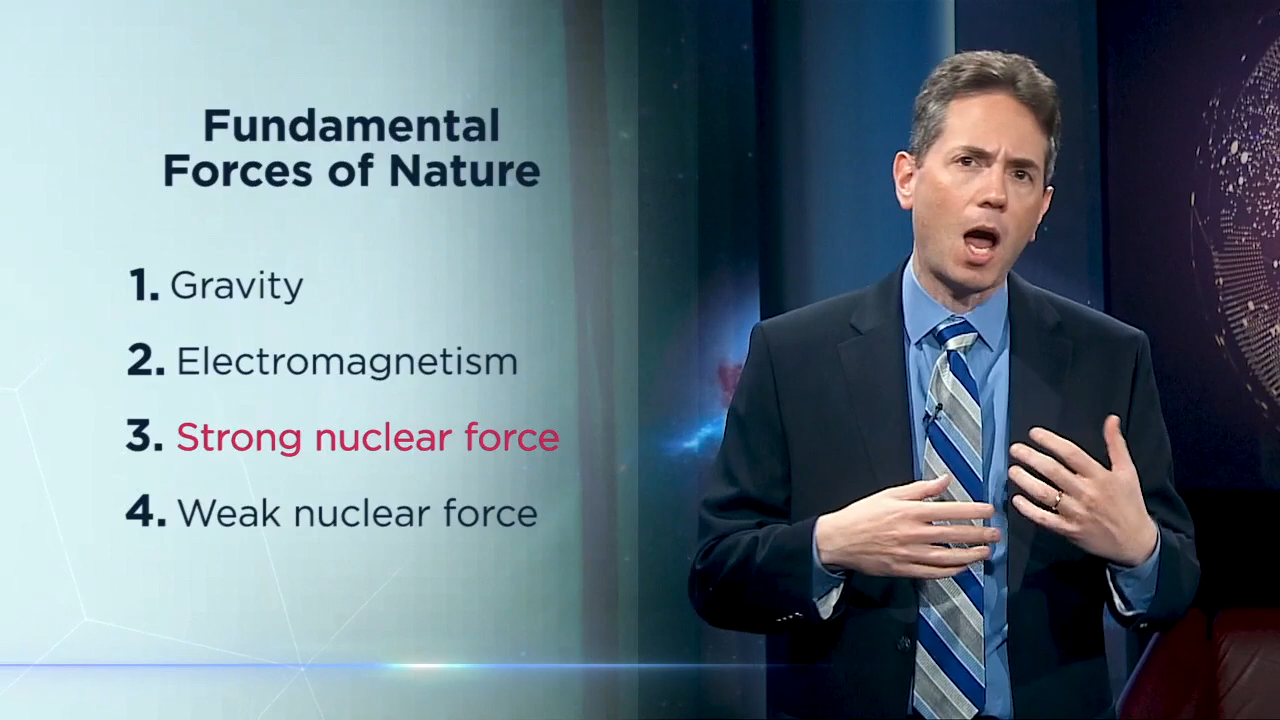 Fundamental
Forces of Nature
1. Gravity
2. Electromagnetism
3. Strong nuclear force
4. Weak nuclear force